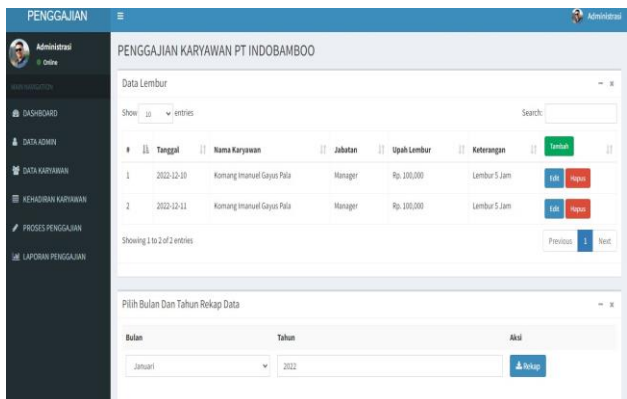 PENGGAJIAN
Administrasi
Administrasi
Online
MAIN NAVIGATION
DASHBOARD
DATA ADMIN
DATA KARYAWAN
KEHADIRAN KARYAWAN
PROSES PENGGAJIAN
LAPORAN PENGGAJIAN
PENGGAJIAN KARYAWAN PT INDOBAMBOO
Data Lembur
Show 10 entries Search:
# Tanggal Nama Karyawan Jabatan Upah Lembur Keterangan Tambah
1 2022-12-10 Komang Imanuel Gayus Pala Manager Rp. 100,000 Lembur 5 Jam Edit Hapus
2 2022-12-11 Komang Imanuel Gayus Pala Manager Rp. 100,000 Lembur 5 Jam Edit Hapus
Showing 1 to 2 of 2 entries Previous 1 Next
Pilih Bulan Dan Tahun Rekap Data
Bulan Tahun Aksi
Januari 2022 Rekap